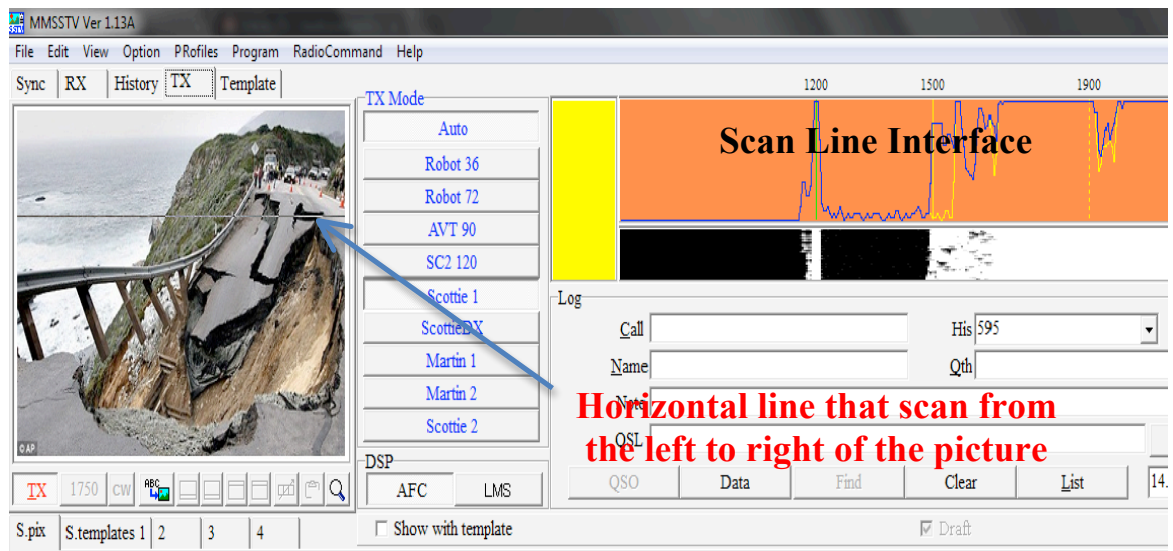 MMSSTV Ver 1.13A
File Edit View Option PRofiles Program RadioCommand Help
Sync RX History TX Template
TX Mode
Auto
Robot 36
Robot 72
AVT 90
SC2 120
Scottie 1
ScottieDX
Martin 1
Martin 2
Scottie 2
DSP
AFC LMS
1200 1500 1900
Scan Line Interface
Log
Call His 595
Name Qth
Note
QSL
Horizontal line that scan from
the left to right of the picture
QSO Data Find Clear List 14.
© AP
TX 1750 CW ABC
S.pix S.templates 1 2 3 4
Show with template Draft